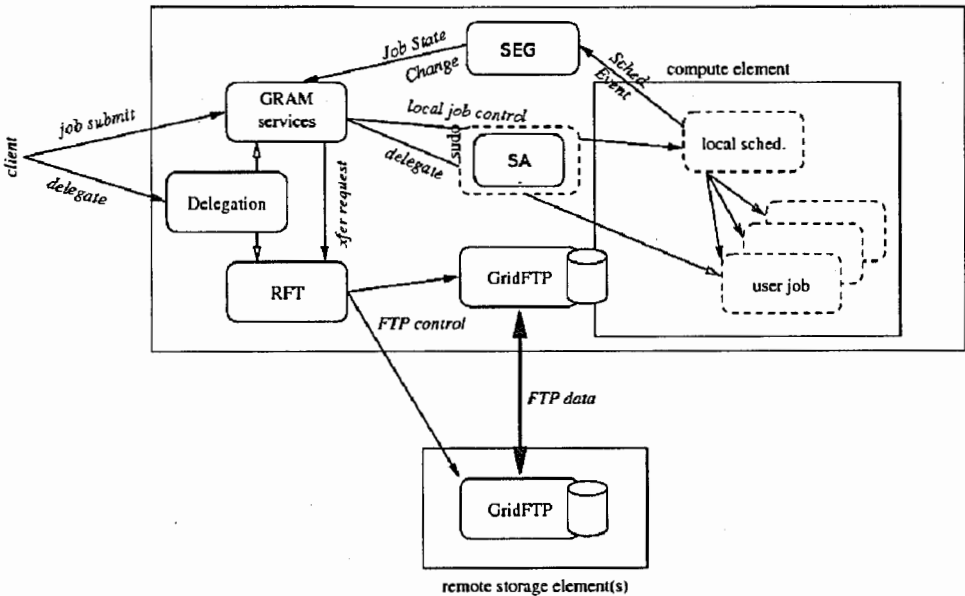 SEG
Job State
Change
Sched
Event
compute element
GRAM
services
local job control
sudo
local sched.
job submit
client
delegate
delegate
SA
Delegation
xfer request
RFT
GridFTP
user job
FTP control
FTP data
GridFTP
remote storage element(s)